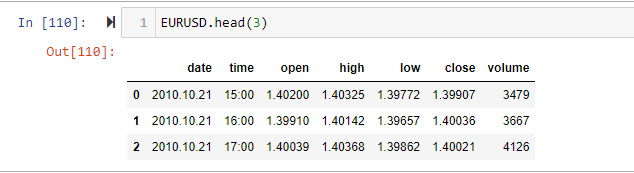 In [110]: 1 EURUSD.head(3)
Out[110]:
date time open high low close volume
0 2010.10.21 15:00 1.40200 1.40325 1.39772 1.39907 3479
1 2010.10.21 16:00 1.39910 1.40142 1.39657 1.40036 3667
2 2010.10.21 17:00 1.40039 1.40368 1.39862 1.40021 4126